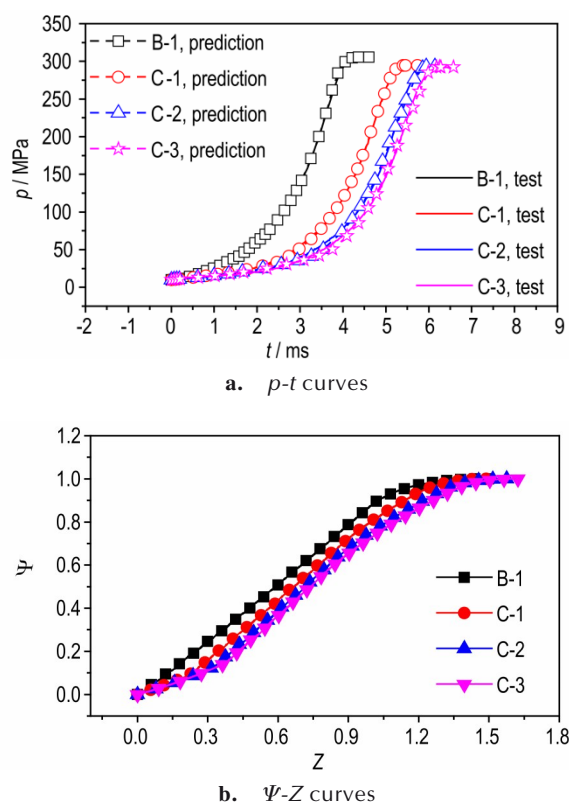 350
300
250
200
150
100
50
0
p / MPa
B-1, prediction
C-1, prediction
C-2, prediction
C-3, prediction
B-1, test
C-1, test
C-2, test
C-3, test
-2 -1 0 1 2 3 4 5 6 7 8 9
t / ms
a. p-t curves
1.2
1.0
0.8
0.6
0.4
0.2
0.0
Ψ
B-1
C-1
C-2
C-3
0.0 0.3 0.6 0.9 1.2 1.5 1.8
Z
b. Ψ-Z curves